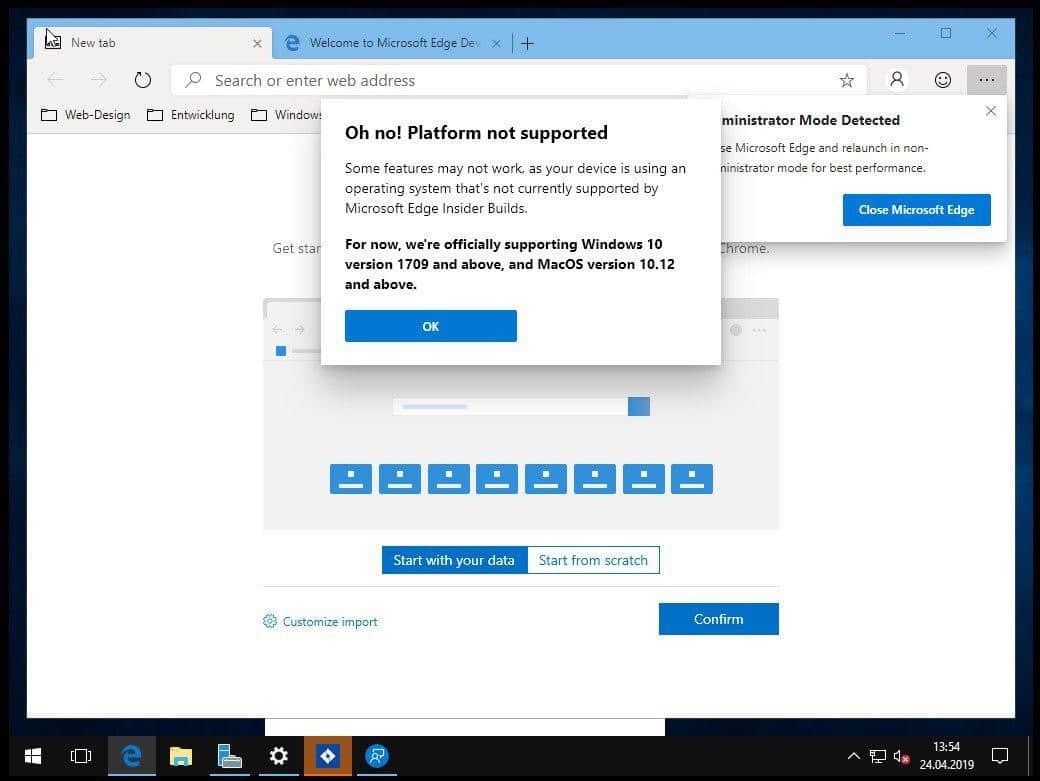 New tab
Welcome to Microsoft Edge Dev
Search or enter web address
Web-Design
Entwicklung
Window
Oh no! Platform not supported
Some features may not work, as your device is using an
operating system that's not currently supported by
Microsoft Edge Insider Builds.
For now, we're officially supporting Windows 10
version 1709 and above, and MacOS version 10.12
and above.
OK
ministrator Mode Detected
se Microsoft Edge and relaunch in non-
ministrator mode for best performance.
Close Microsoft Edge
Get star
Chrome.
Start with your data
Start from scratch
Customize import
Confirm
13:54
24.04.2019